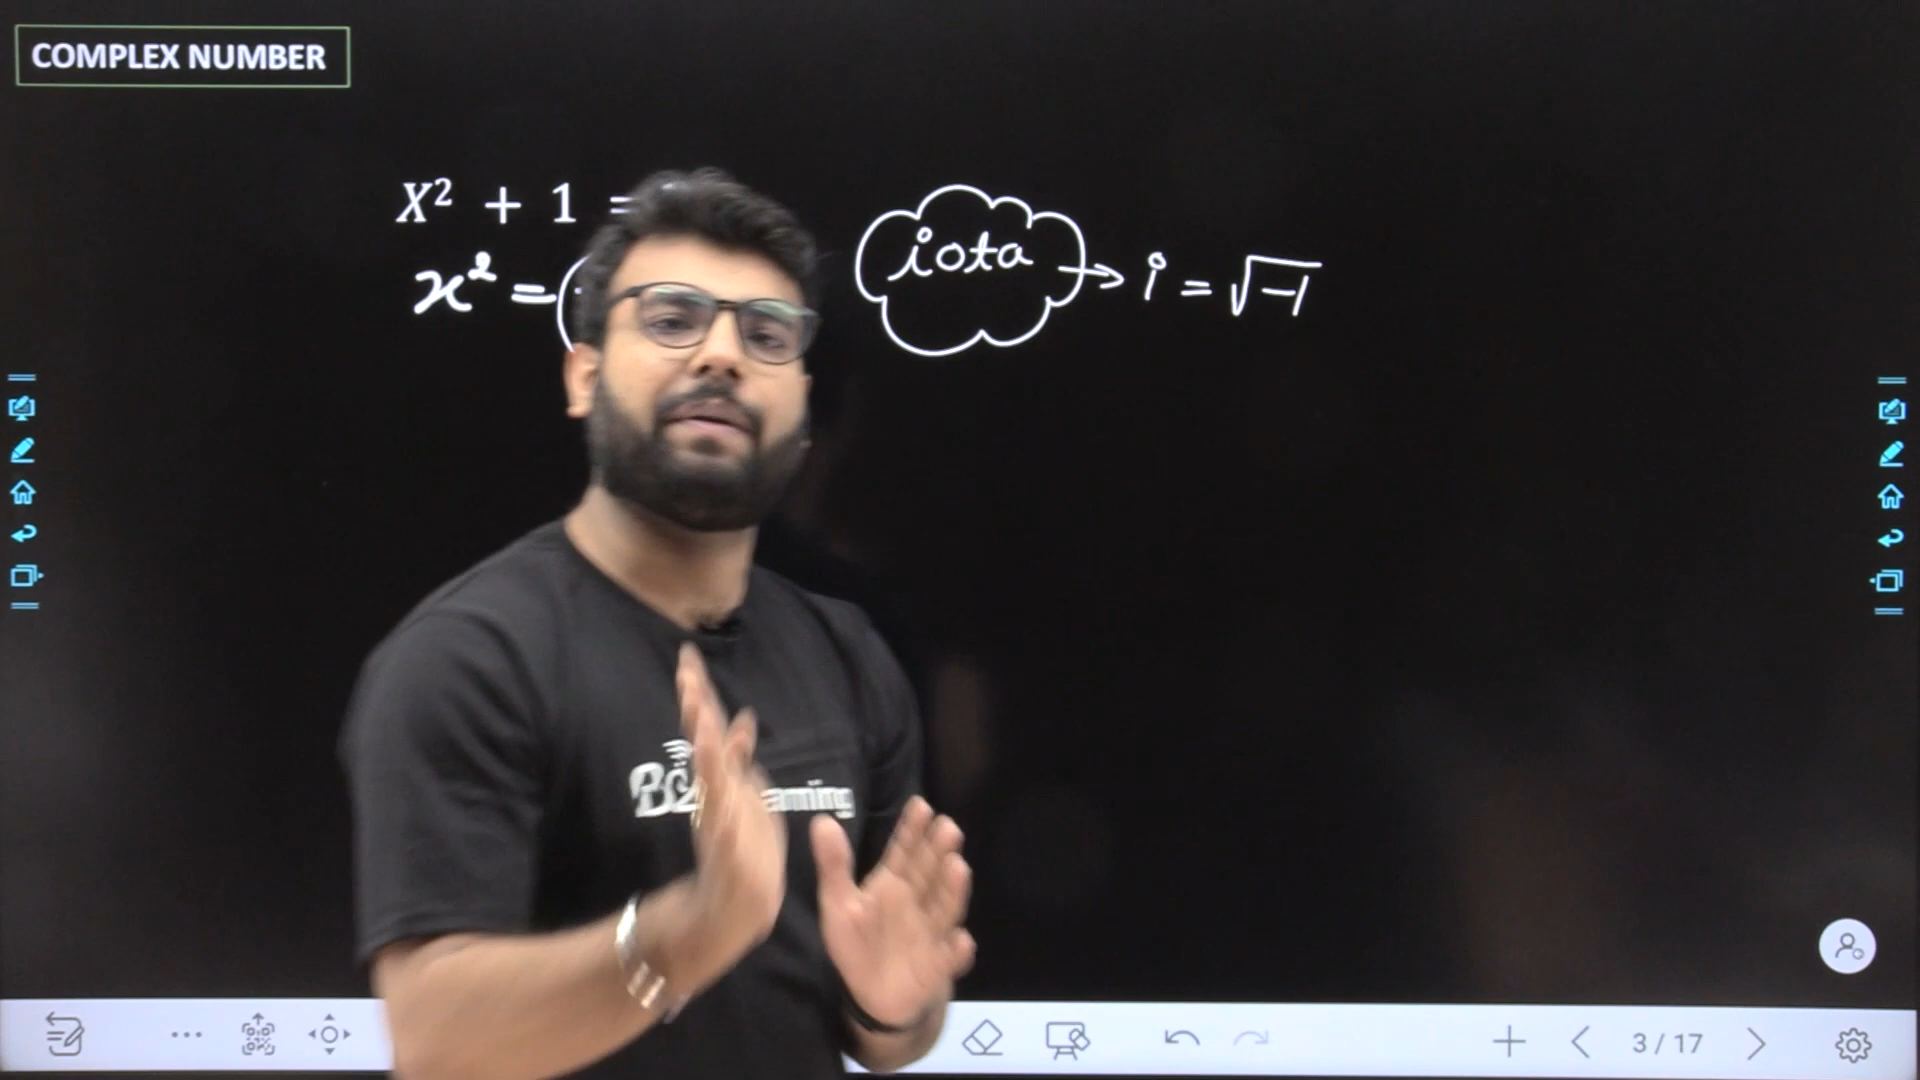 COMPLEX NUMBER
X² + 1 =
x² = (
iota → i = √-1
3 / 17